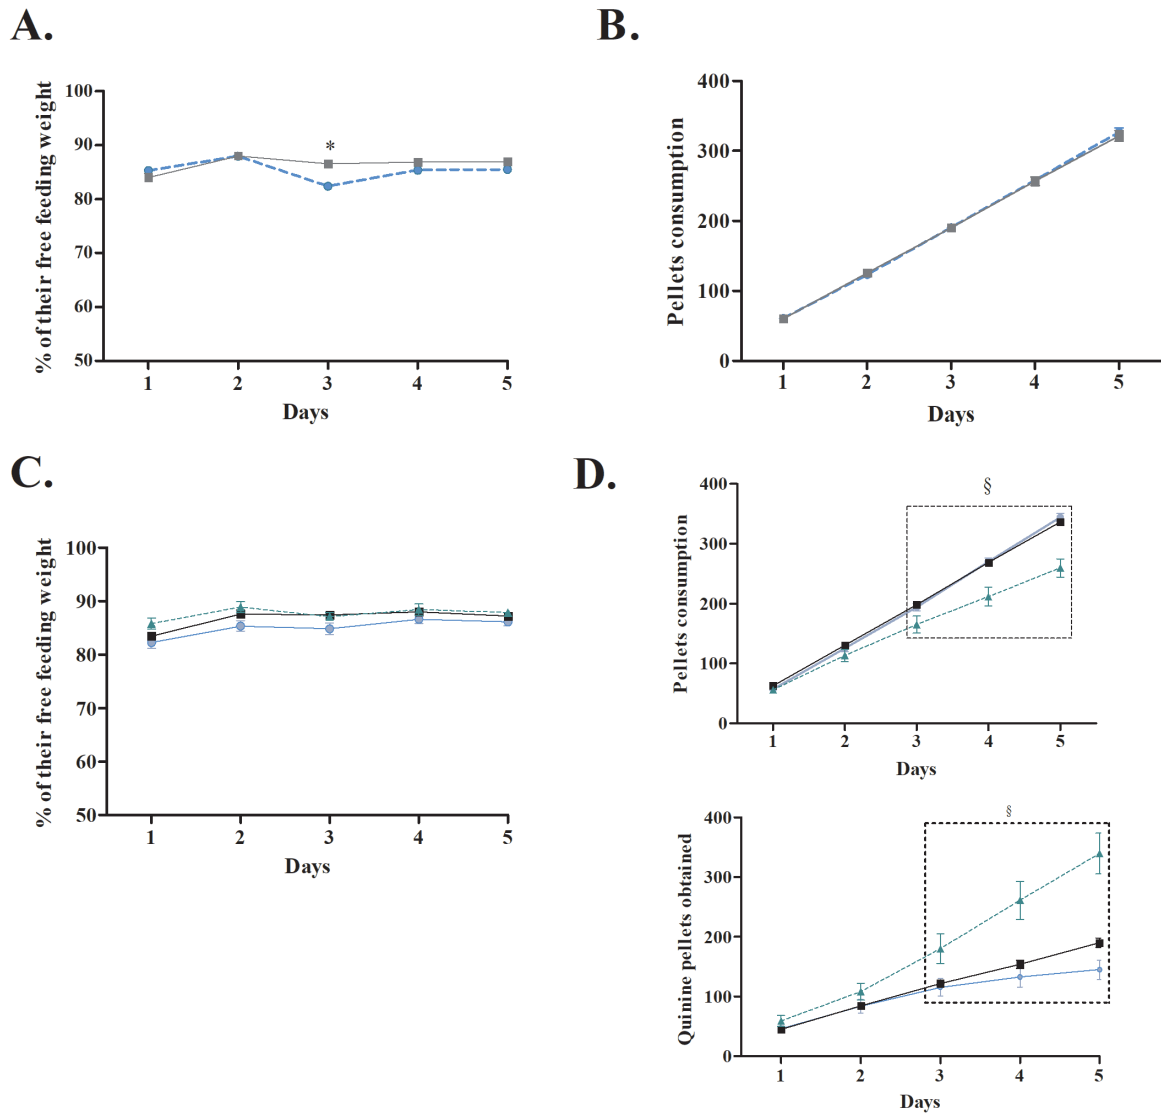 A.
% of their free feeding weight
100
90
80
70
60
50
*
1 2 3 4 5
Days
B.
Pellets consumption
400
300
200
100
0
1 2 3 4 5
Days
C.
% of their free feeding weight
100
90
80
70
60
50
1 2 3 4 5
Days
D.
Pellets consumption
400
300
200
100
0
§
1 2 3 4 5
Days
Quinine pellets obtained
400
300
200
100
0
§
1 2 3 4 5
Days